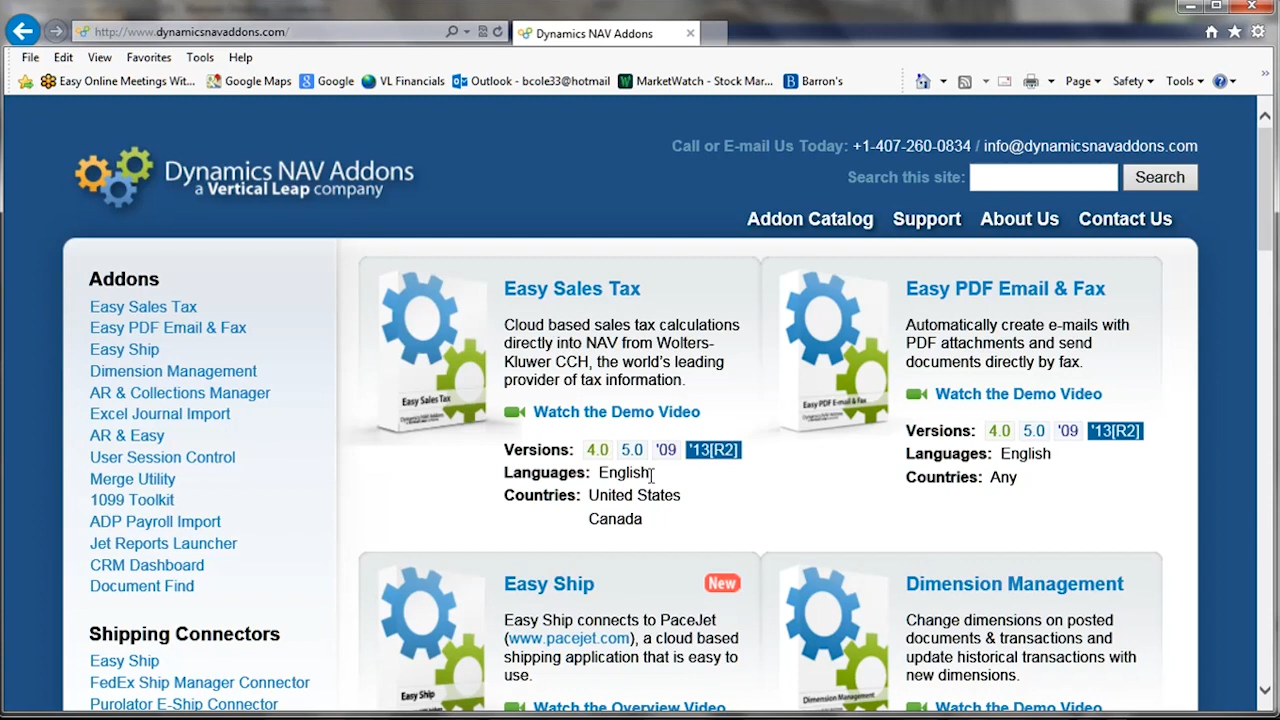 http://www.dynamicsnavaddons.com/
Dynamics NAV Addons
File Edit View Favorites Tools Help
Easy Online Meetings Wit... Google Maps Google VL Financials Outlook - bcole33@hotmail MarketWatch - Stock Mar... Barron's Page Safety Tools
Call or E-mail Us Today: +1-407-260-0834 / info@dynamicsnavaddons.com
Dynamics NAV Addons
a Vertical Leap company
Search this site: Search
Addon Catalog Support About Us Contact Us
Addons
Easy Sales Tax
Easy PDF Email & Fax
Easy Ship
Dimension Management
AR & Collections Manager
Excel Journal Import
AR & Easy
User Session Control
Merge Utility
1099 Toolkit
ADP Payroll Import
Jet Reports Launcher
CRM Dashboard
Document Find
Shipping Connectors
Easy Ship
FedEx Ship Manager Connector
Purolator E-Ship Connector
Easy Sales Tax
Easy Sales Tax
Cloud based sales tax calculations
directly into NAV from Wolters-
Kluwer CCH, the world's leading
provider of tax information.
Watch the Demo Video
Versions: 4.0 5.0 '09 '13[R2]
Languages: English
Countries: United States
Canada
Easy PDF E-mail & Fax
Easy PDF Email & Fax
Automatically create e-mails with
PDF attachments and send
documents directly by fax.
Watch the Demo Video
Versions: 4.0 5.0 '09 '13[R2]
Languages: English
Countries: Any
Easy Ship
Easy Ship New
Easy Ship connects to PaceJet
(www.pacejet.com), a cloud based
shipping application that is easy to
use.
Watch the Overview Video
Dimension Management
Dimension Management
Change dimensions on posted
documents & transactions and
update historical transactions with
new dimensions.
Watch the Demo Video